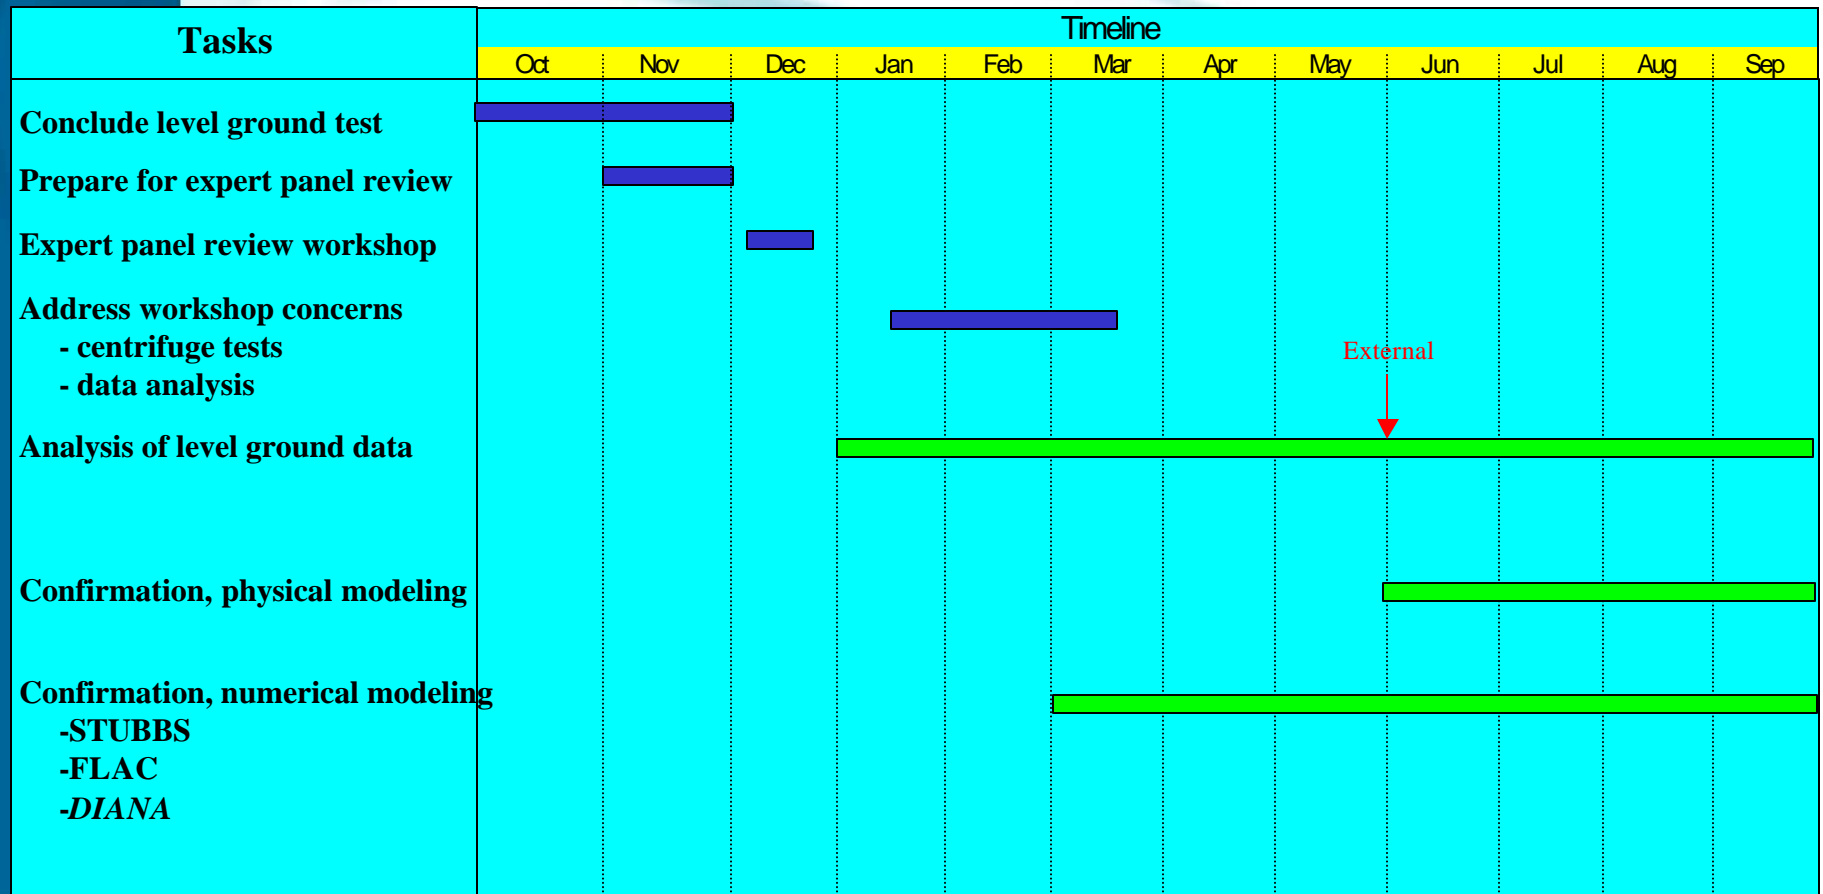 Tasks
Timeline
Oct Nov Dec Jan Feb Mar Apr May Jun Jul Aug Sep
Conclude level ground test
Prepare for expert panel review
Expert panel review workshop
Address workshop concerns
- centrifuge tests
- data analysis
External
Analysis of level ground data
Confirmation, physical modeling
Confirmation, numerical modeling
-STUBBS
-FLAC
-DIANA